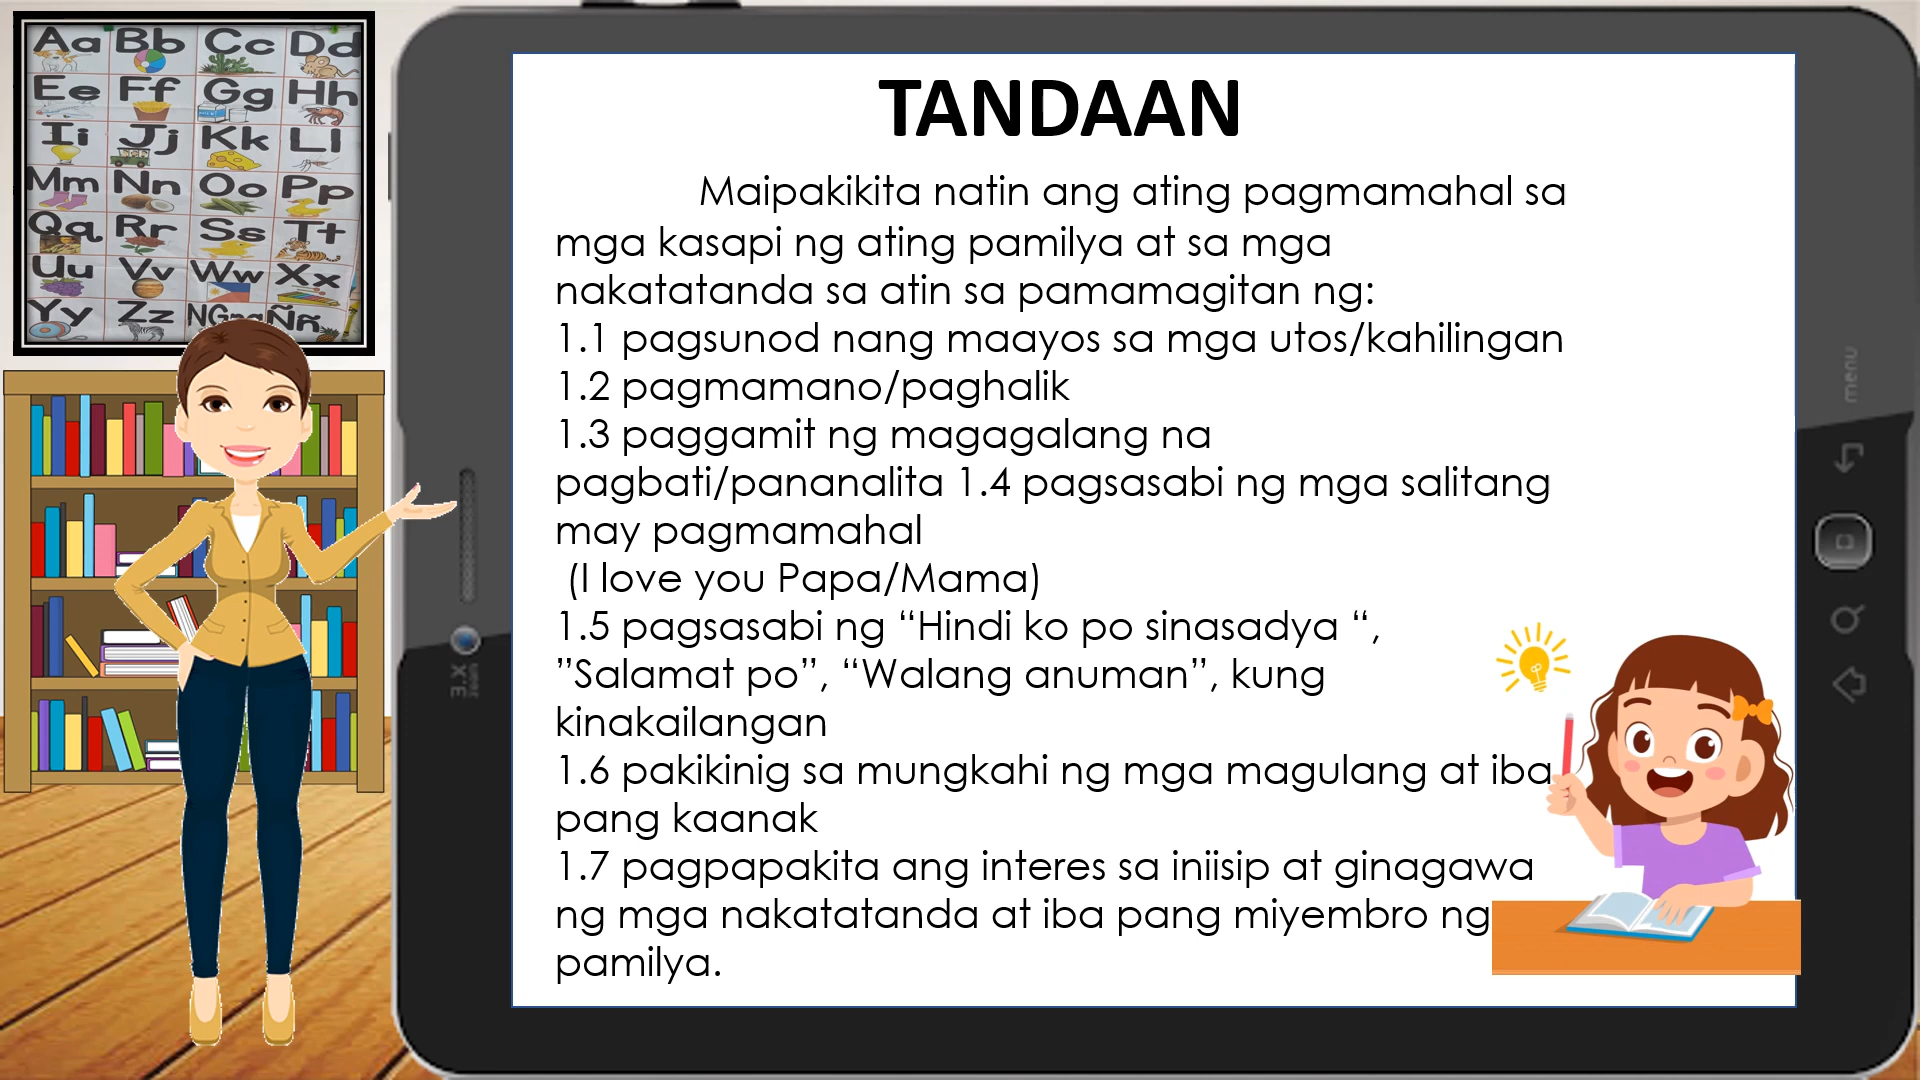 Aa Bb Cc Dd
Ee Ff Gg Hh
Ii Jj Kk Ll
Mm Nn Oo Pp
Qq Rr Ss Tt
Uu Vv Ww Xx
Yy Zz NGng Ññ
TANDAAN
Maipakikita natin ang ating pagmamahal sa
mga kasapi ng ating pamilya at sa mga
nakatatanda sa atin sa pamamagitan ng:
1.1 pagsunod nang maayos sa mga utos/kahilingan
1.2 pagmamano/paghalik
1.3 paggamit ng magagalang na
pagbati/pananalita 1.4 pagsasabi ng mga salitang
may pagmamahal
(I love you Papa/Mama)
1.5 pagsasabi ng “Hindi ko po sinasadya “,
”Salamat po”, “Walang anuman”, kung
kinakailangan
1.6 pakikinig sa mungkahi ng mga magulang at iba
pang kaanak
1.7 pagpapakita ang interes sa iniisip at ginagawa
ng mga nakatatanda at iba pang miyembro ng
pamilya.
menu
3.X
zoom